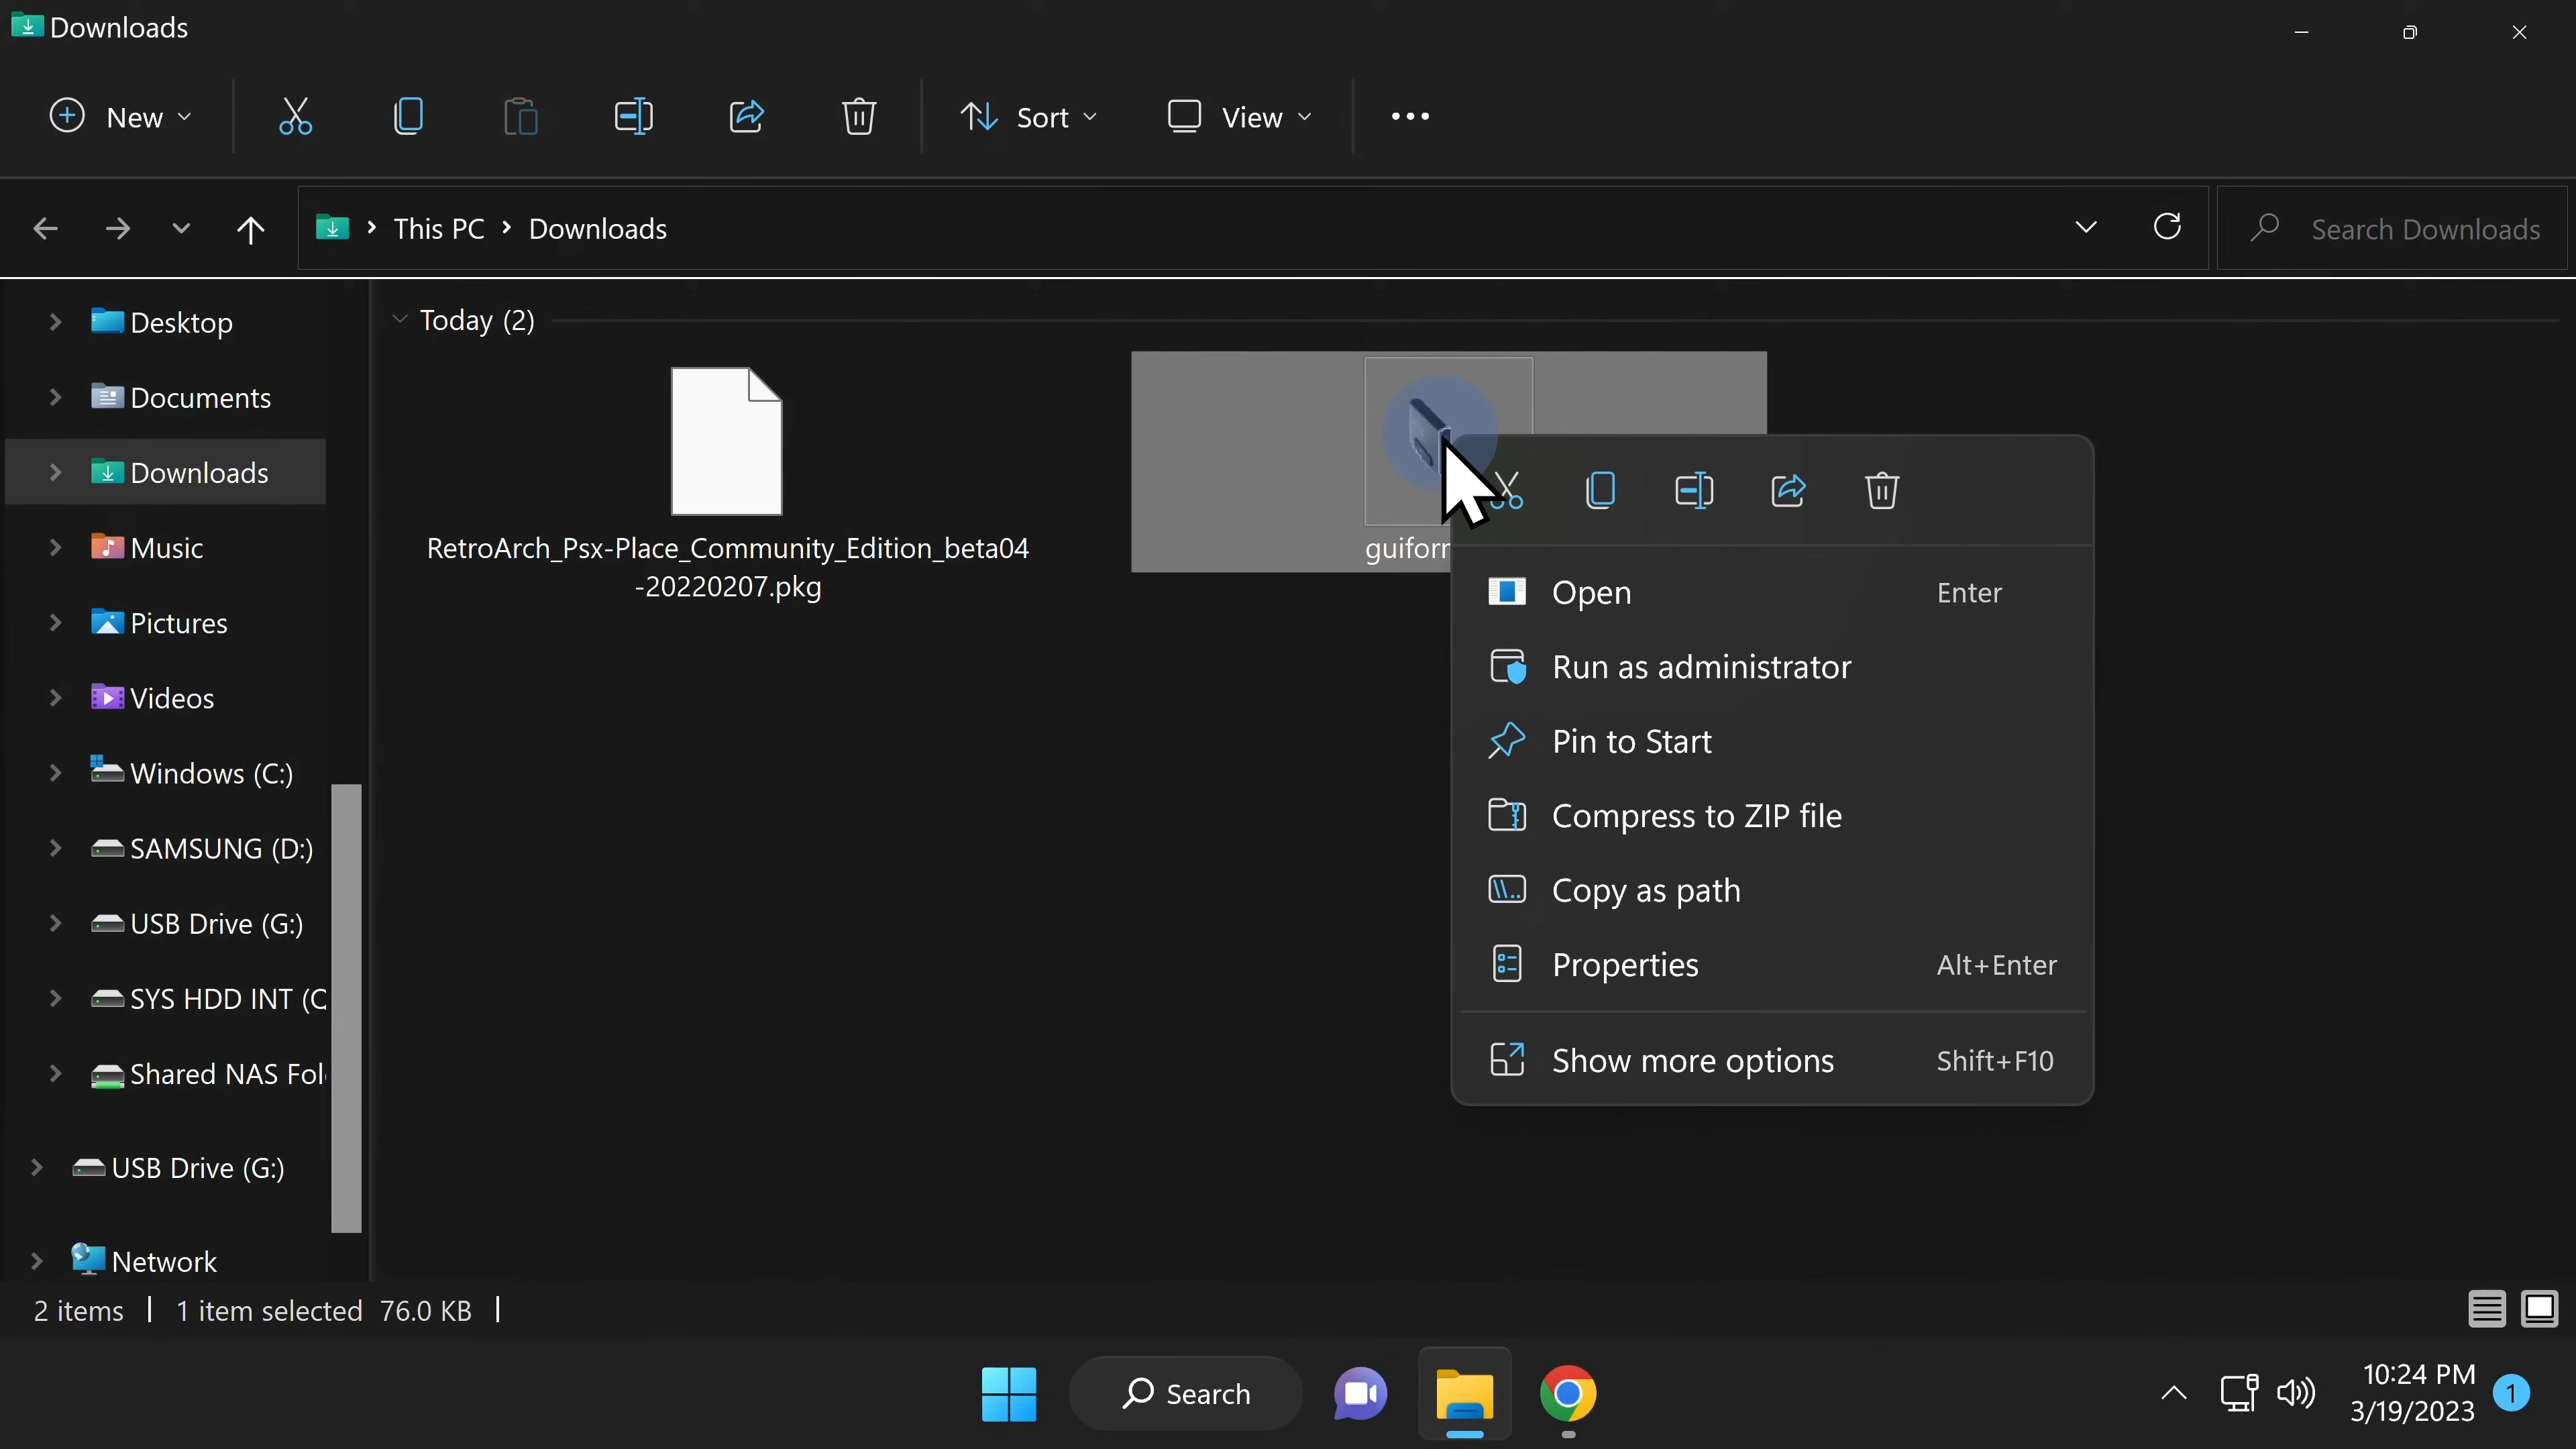 Downloads
New
Sort
View
This PC
Downloads
Search Downloads
Desktop
Documents
Downloads
Music
Pictures
Videos
Windows (C:)
SAMSUNG (D:)
USB Drive (G:)
SYS HDD INT (
Shared NAS Fol
USB Drive (G:)
Network
Today (2)
RetroArch_Psx-Place_Community_Edition_beta04
-20220207.pkg
guiforr
Open Enter
Run as administrator
Pin to Start
Compress to ZIP file
Copy as path
Properties Alt+Enter
Show more options Shift+F10
2 items
1 item selected 76.0 KB
Search
10:24 PM
3/19/2023
1